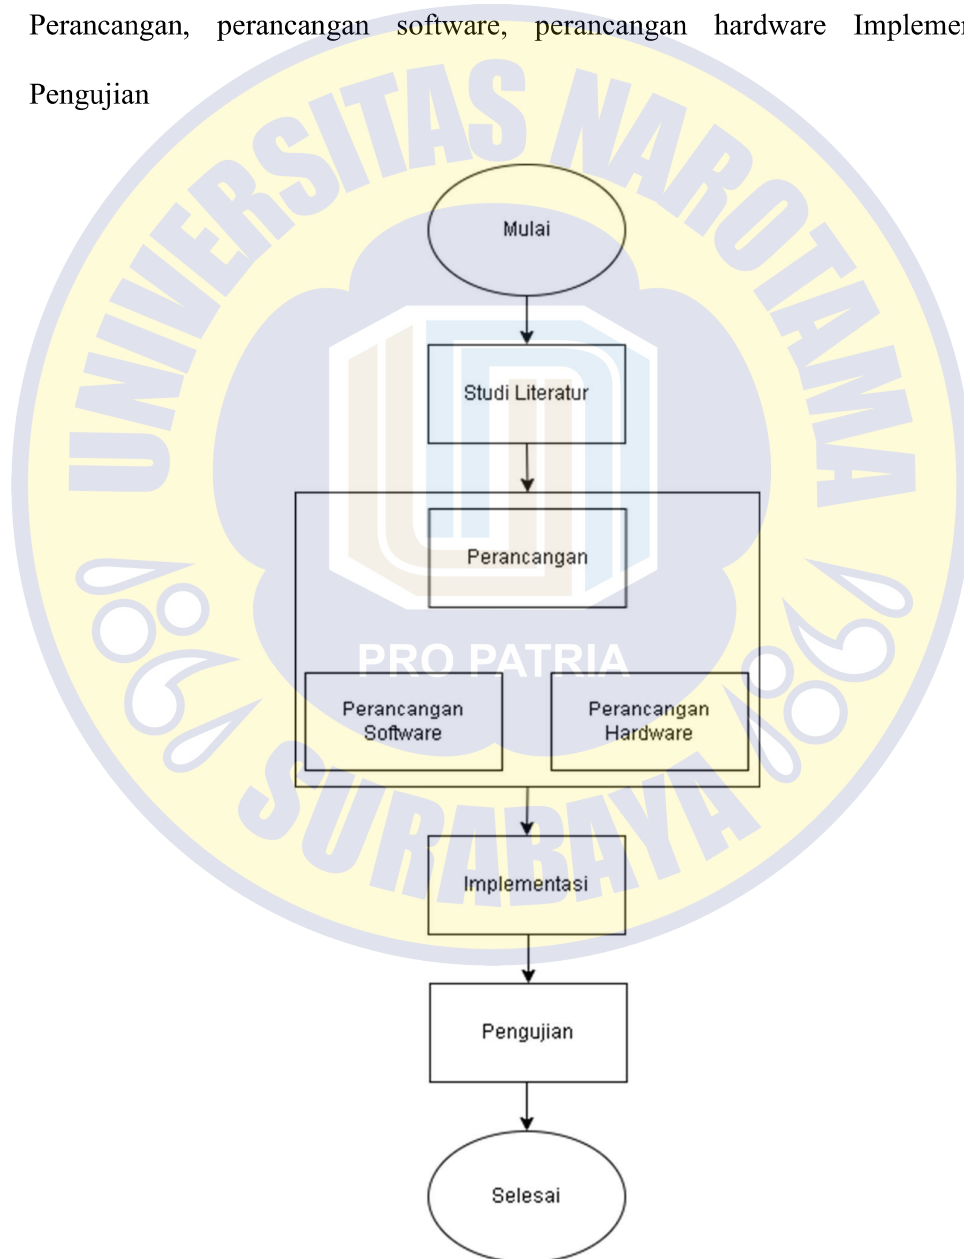 Perancangan, perancangan software, perancangan hardware
Pengujian
UNIVERSITAS NAROTAMA
Mulai
Studi Literatur
Perancangan
PRO PATRIA
Perancangan
Software
Perancangan
Hardware
SURABAYA
Implementasi
Pengujian
Selesai